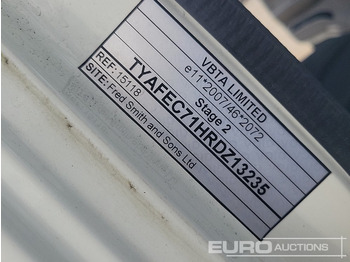 VBTA LIMITED
e11*2007/46*2072
Stage 2
TYAFEC71HRDZ13235
REF: 15118
SITE: Fred Smith and Sons Ltd
EURO AUCTIONS